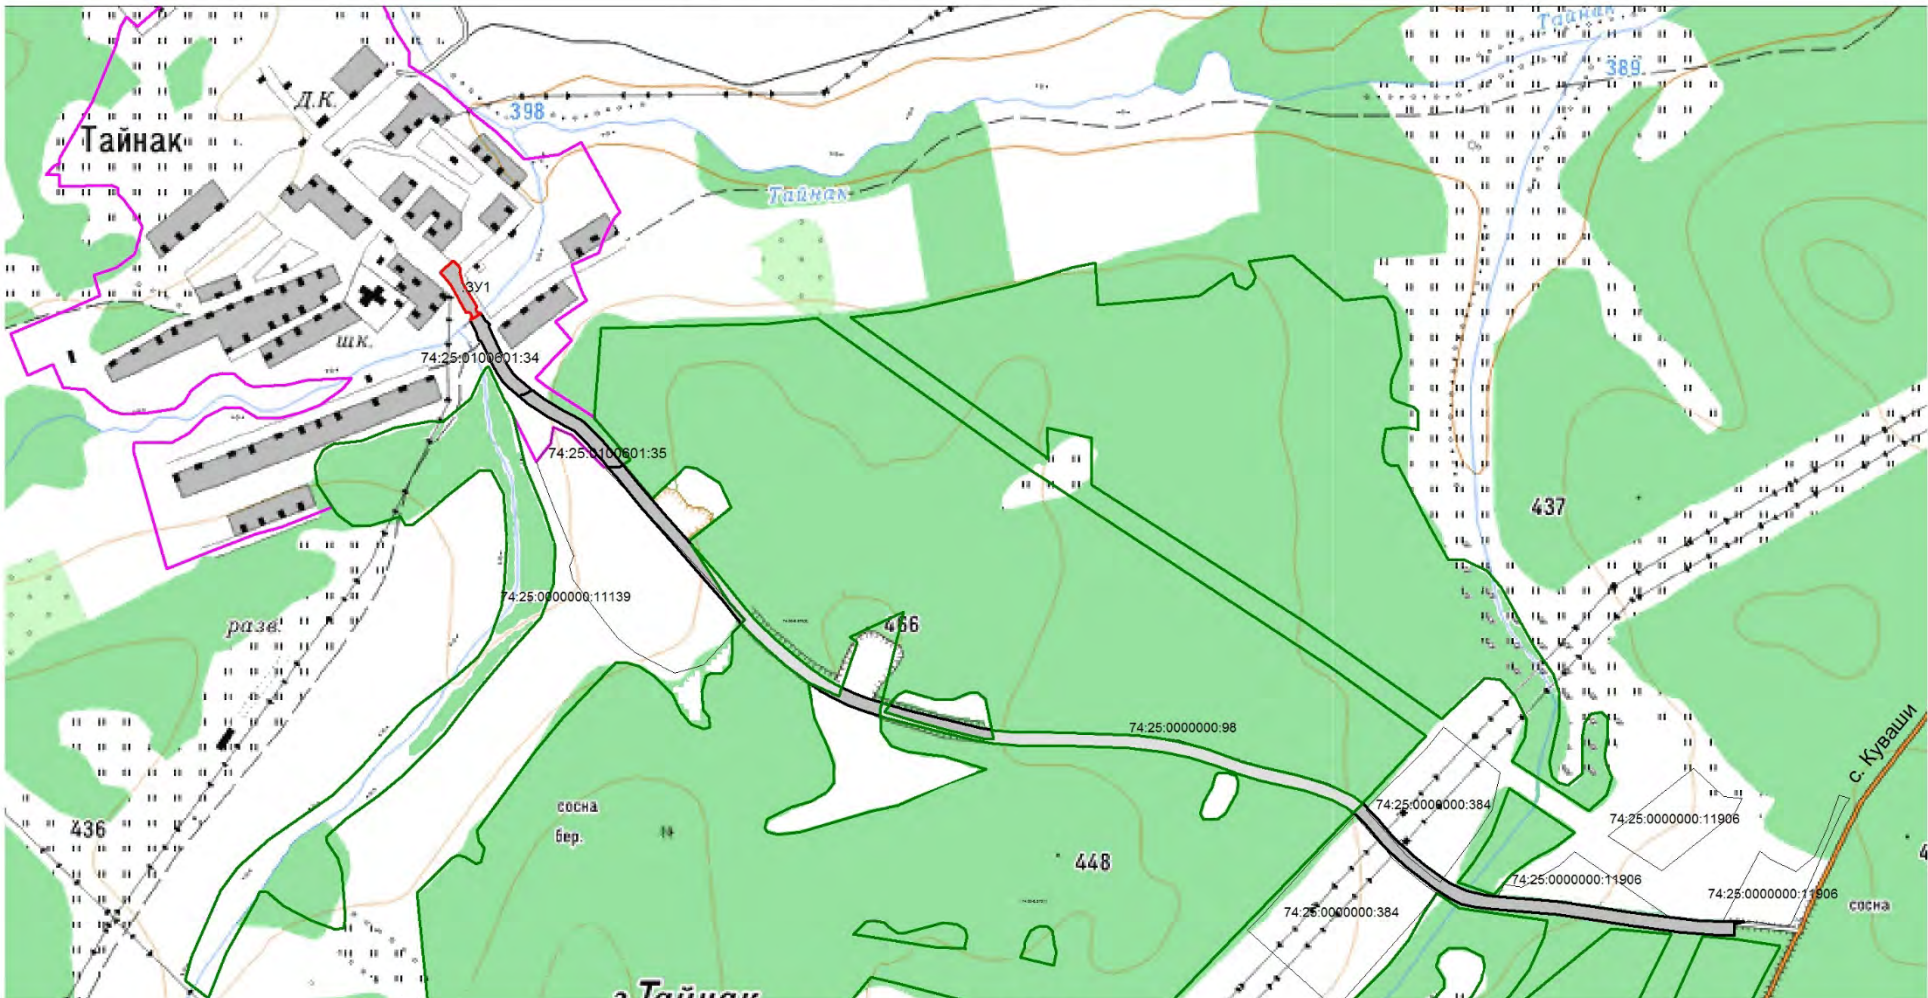 Тайнак
389
Д.К.
398
Тайнак
Тайнак
:ЗУ1
шк.
74:25:0100601:34
74:25:0100601:35
437
74:25:0000000:11139
разв.
466
74:25:0000000:98
с. Куваши
сосна
бер.
74:25:0000000:384
74:25:0000000:11906
436
448
74:25:0000000:11906
74:25:0000000:11906
74:25:0000000:384
сосна
г.Тайнак